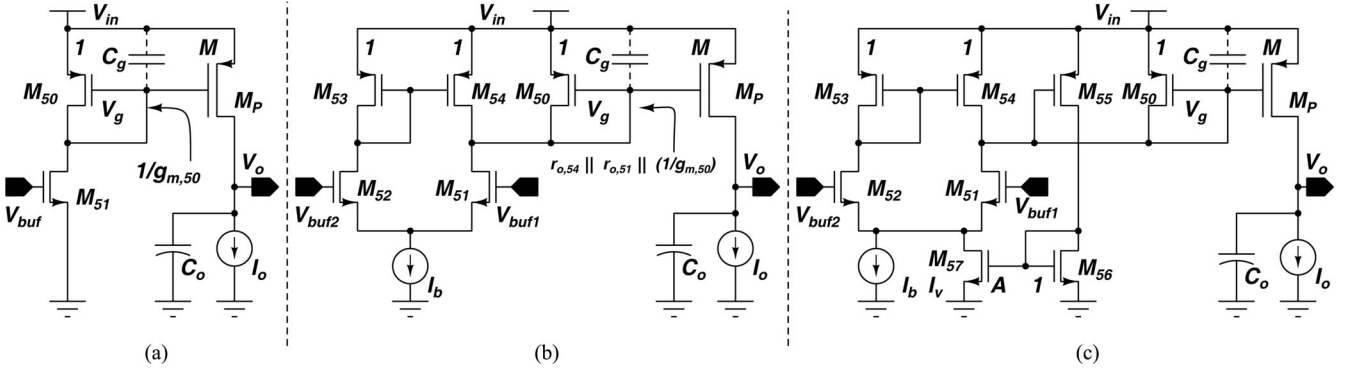 V_in
1
C_g
M
M_50
V_g
M_P
1/g_m,50
V_o
M_51
V_buf
C_o
I_o
(a)
V_in
1
1
1
C_g
M
M_53
M_54
M_50
V_g
M_P
r_o,54 || r_o,51 || (1/g_m,50)
V_o
M_52
M_51
V_buf2
V_buf1
I_b
C_o
I_o
(b)
V_in
1
1
1
C_g
M
M_53
M_54
M_55
M_50
V_g
M_P
V_o
M_52
M_51
V_buf2
V_buf1
M_57
M_56
I_b
I_v
A
1
C_o
I_o
(c)